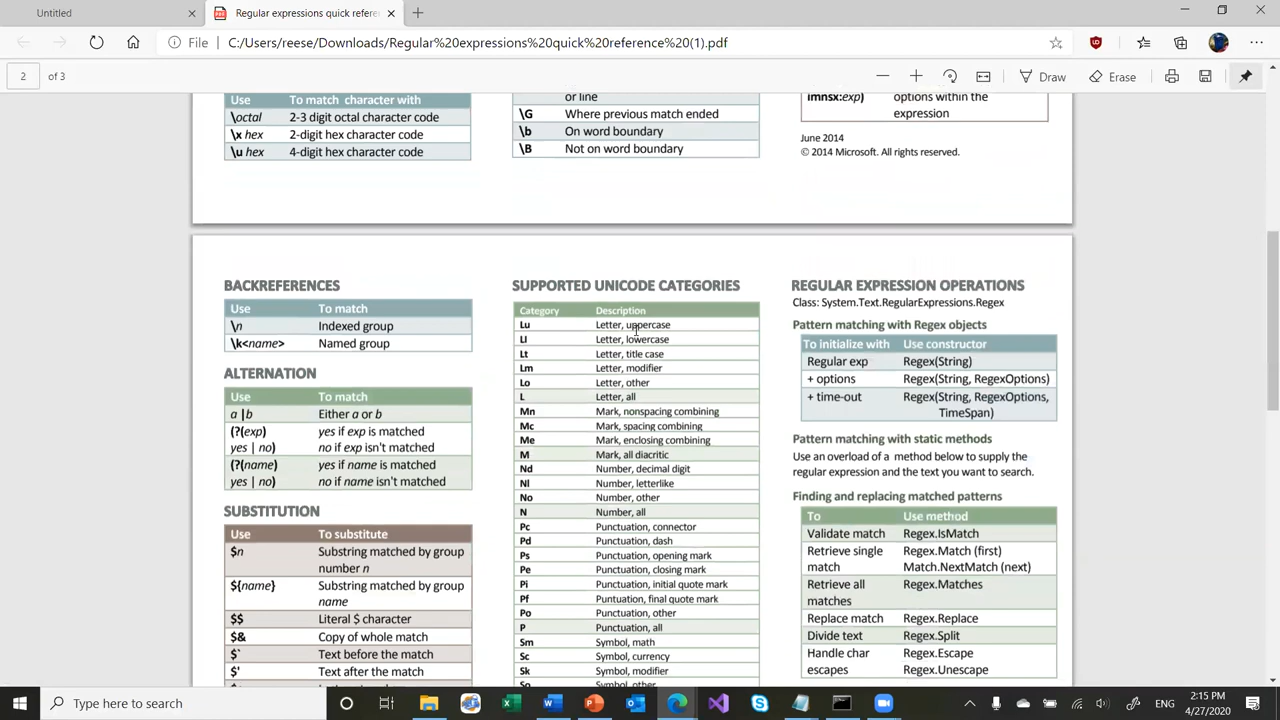 Untitled
Regular expressions quick refere
File
C:/Users/reese/Downloads/Regular%20expressions%20quick%20reference%20(1).pdf
2
of 3
Draw
Erase
Use To match character with
\octal 2-3 digit octal character code
\x hex 2-digit hex character code
\u hex 4-digit hex character code
or line
\G Where previous match ended
\b On word boundary
\B Not on word boundary
imnsx:exp) options within the
expression
June 2014
© 2014 Microsoft. All rights reserved.
BACKREFERENCES
Use To match
\n Indexed group
\k<name> Named group
ALTERNATION
Use To match
a |b Either a or b
(?(exp) yes if exp is matched
yes | no) no if exp isn't matched
(?(name) yes if name is matched
yes | no) no if name isn't matched
SUBSTITUTION
Use To substitute
$n Substring matched by group
number n
${name} Substring matched by group
name
$$ Literal $ character
$& Copy of whole match
$` Text before the match
$' Text after the match
SUPPORTED UNICODE CATEGORIES
Category Description
Lu Letter, uppercase
Ll Letter, lowercase
Lt Letter, title case
Lm Letter, modifier
Lo Letter, other
L Letter, all
Mn Mark, nonspacing combining
Mc Mark, spacing combining
Me Mark, enclosing combining
M Mark, all diacritic
Nd Number, decimal digit
Nl Number, letterlike
No Number, other
N Number, all
Pc Punctuation, connector
Pd Punctuation, dash
Ps Punctuation, opening mark
Pe Punctuation, closing mark
Pi Punctuation, initial quote mark
Pf Puntuation, final quote mark
Po Punctuation, other
P Punctuation, all
Sm Symbol, math
Sc Symbol, currency
Sk Symbol, modifier
So Symbol, other
REGULAR EXPRESSION OPERATIONS
Class: System.Text.RegularExpressions.Regex
Pattern matching with Regex objects
To initialize with Use constructor
Regular exp Regex(String)
+ options Regex(String, RegexOptions)
+ time-out Regex(String, RegexOptions,
TimeSpan)
Pattern matching with static methods
Use an overload of a method below to supply the
regular expression and the text you want to search.
Finding and replacing matched patterns
To Use method
Validate match Regex.IsMatch
Retrieve single Regex.Match (first)
match Match.NextMatch (next)
Retrieve all Regex.Matches
matches
Replace match Regex.Replace
Divide text Regex.Split
Handle char Regex.Escape
escapes Regex.Unescape
Type here to search
ENG
2:15 PM
4/27/2020